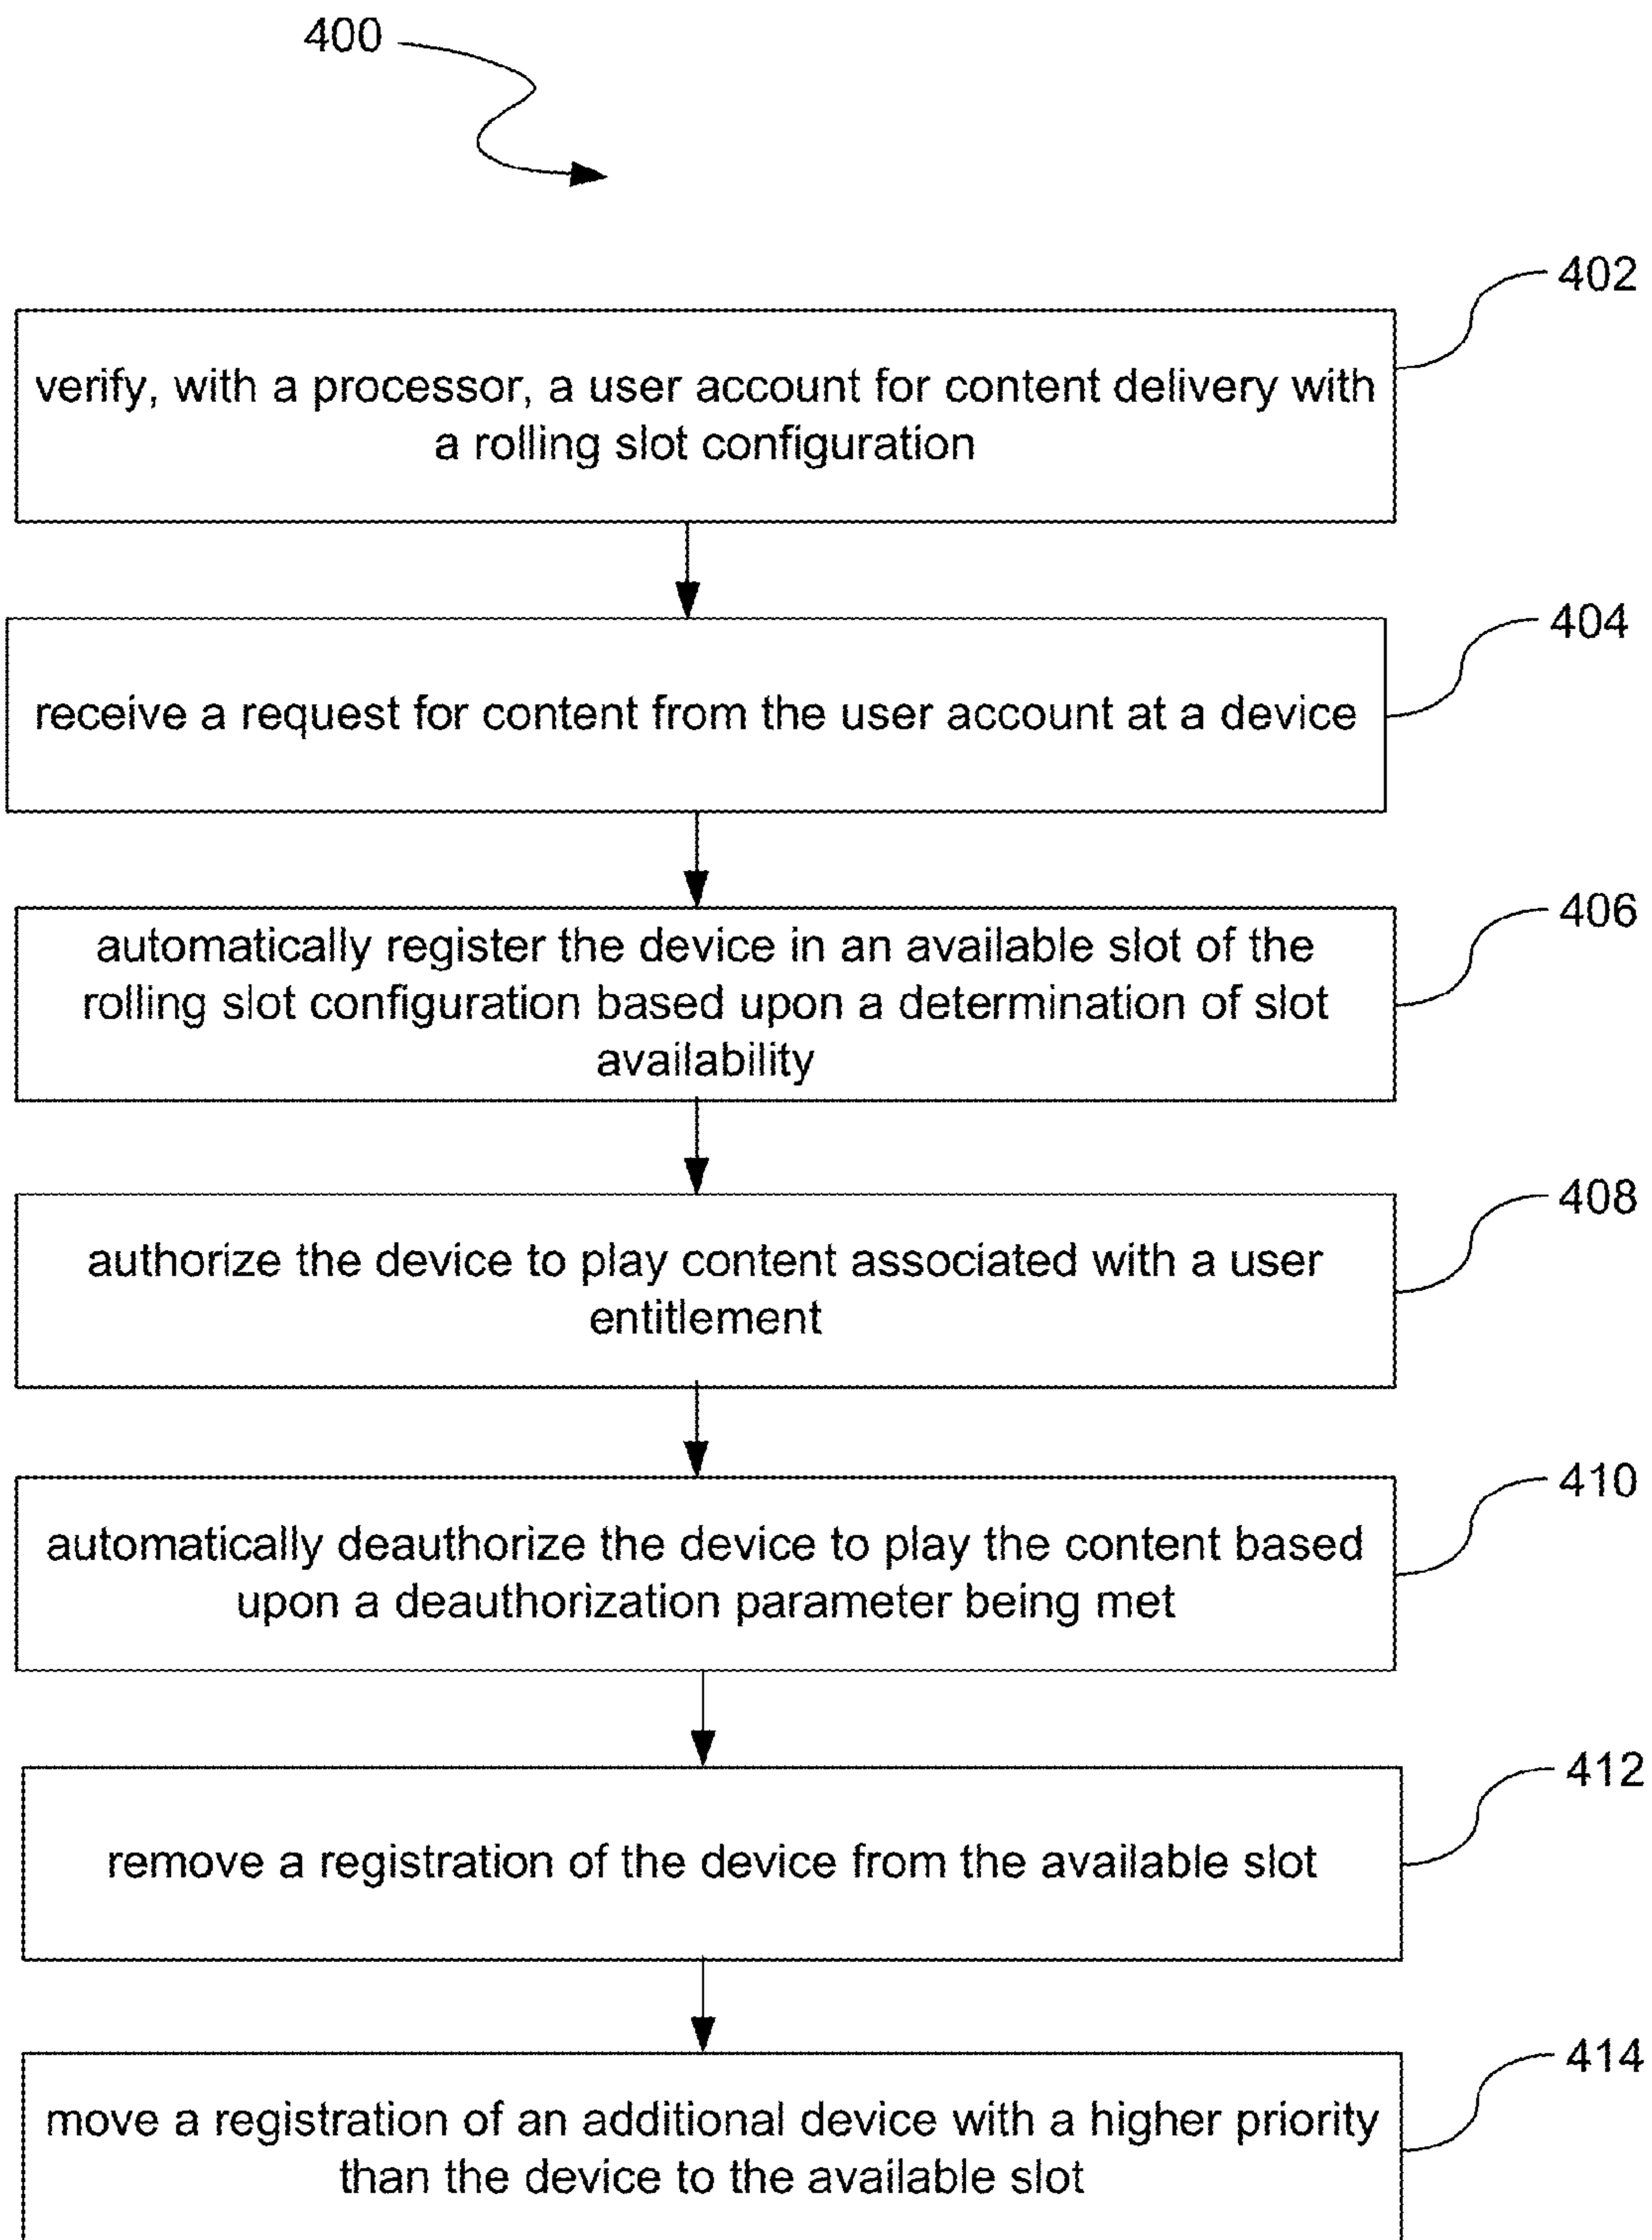 400
402
verify, with a processor, a user account for content delivery with
a rolling slot configuration
404
receive a request for content from the user account at a device
406
automatically register the device in an available slot of the
rolling slot configuration based upon a determination of slot
availability
408
authorize the device to play content associated with a user
entitlement
410
automatically deauthorize the device to play the content based
upon a deauthorization parameter being met
412
remove a registration of the device from the available slot
414
move a registration of an additional device with a higher priority
than the device to the available slot